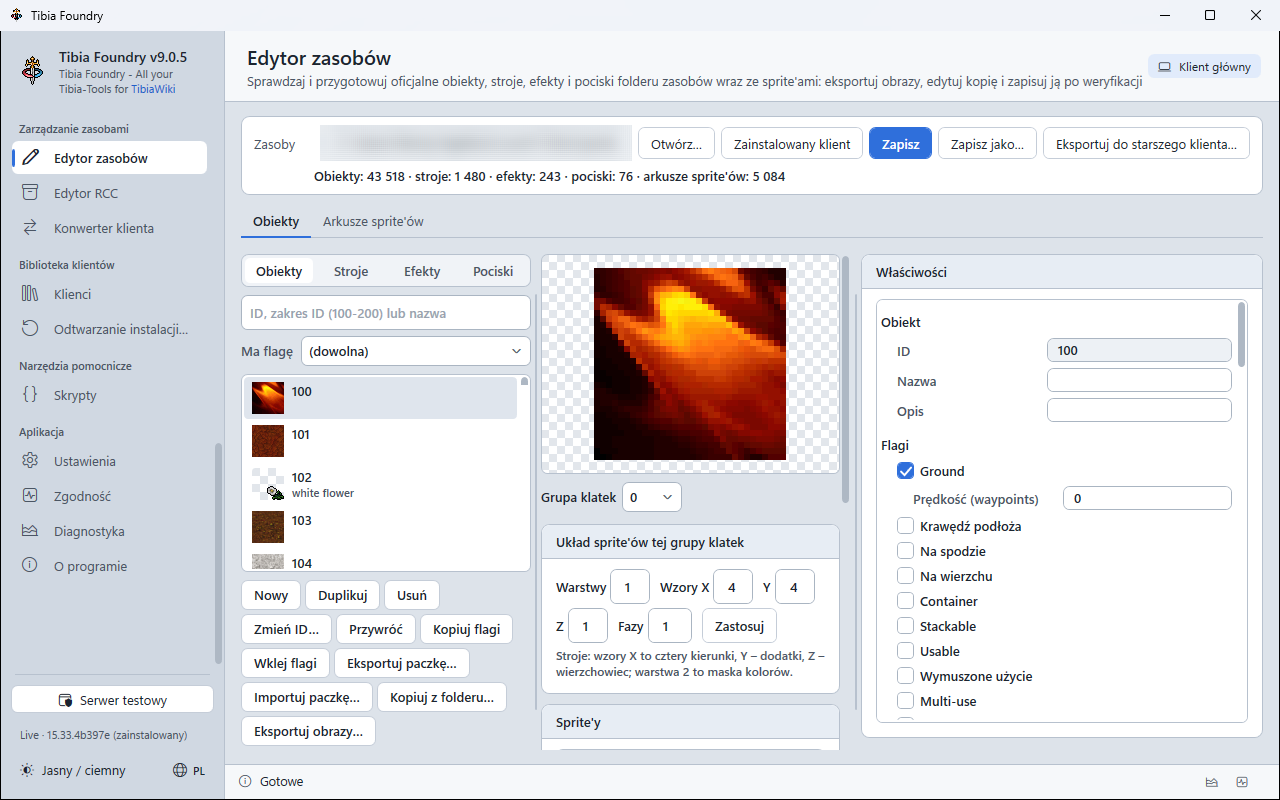 Tibia Foundry
Tibia Foundry v9.0.5
Tibia Foundry - All your
Tibia-Tools for TibiaWiki
Zarządzanie zasobami
Edytor zasobów
Edytor RCC
Konwerter klienta
Biblioteka klientów
Klienci
Odtwarzanie instalacji...
Narzędzia pomocnicze
Skrypty
Aplikacja
Ustawienia
Zgodność
Diagnostyka
O programie
Serwer testowy
Live · 15.33.4b397e (zainstalowany)
Jasny / ciemny
PL
Edytor zasobów
Sprawdzaj i przygotowuj oficjalne obiekty, stroje, efekty i pociski folderu zasobów wraz ze sprite'ami: eksportuj obrazy, edytuj kopię i zapisuj ją po weryfikacji
Klient główny
Zasoby
Otwórz...
Zainstalowany klient
Zapisz
Zapisz jako...
Eksportuj do starszego klienta...
Obiekty: 43 518 · stroje: 1 480 · efekty: 243 · pociski: 76 · arkusze sprite'ów: 5 084
Obiekty
Arkusze sprite'ów
Obiekty
Stroje
Efekty
Pociski
ID, zakres ID (100-200) lub nazwa
Ma flagę
(dowolna)
100
101
102
white flower
103
104
Nowy
Duplikuj
Usuń
Zmień ID...
Przywróć
Kopiuj flagi
Wklej flagi
Eksportuj paczkę...
Importuj paczkę...
Kopiuj z folderu...
Eksportuj obrazy...
Grupa klatek
0
Układ sprite'ów tej grupy klatek
Warstwy 1 Wzory X 4 Y 4
Z 1 Fazy 1 Zastosuj
Stroje: wzory X to cztery kierunki, Y – dodatki, Z –
wierzchowiec; warstwa 2 to maska kolorów.
Sprite'y
Właściwości
Obiekt
ID
100
Nazwa
Opis
Flagi
Ground
Prędkość (waypoints)
0
Krawędź podłoża
Na spodzie
Na wierzchu
Container
Stackable
Usable
Wymuszone użycie
Multi-use
Gotowe